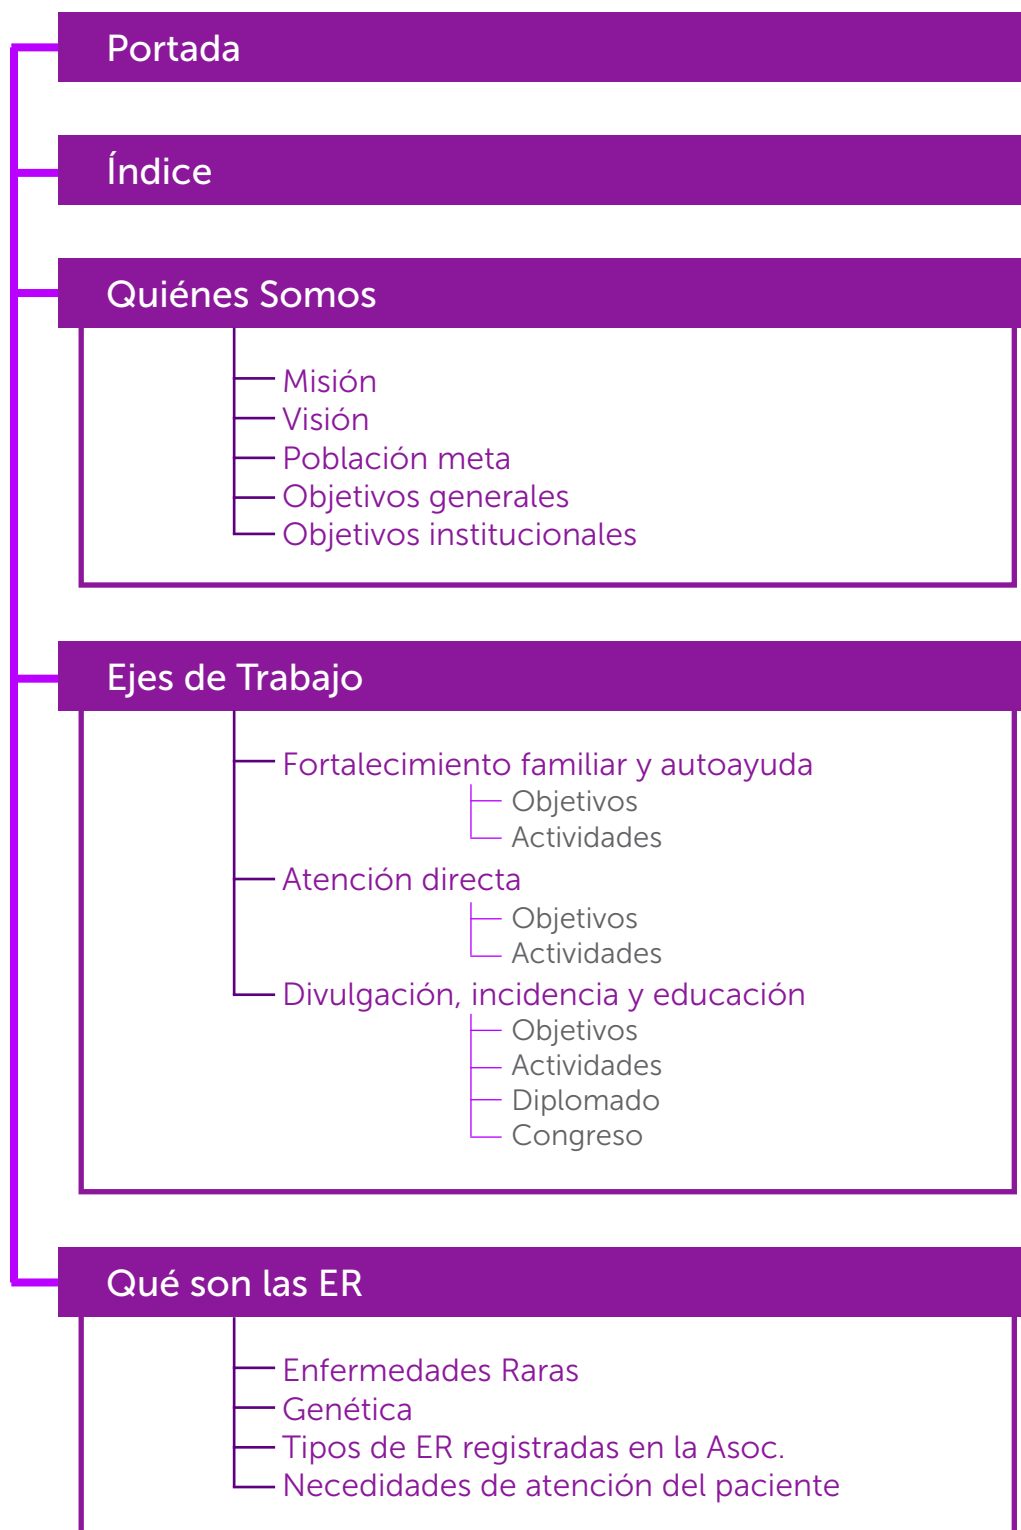 Portada
Índice
Quiénes Somos
Misión
Visión
Población meta
Objetivos generales
Objetivos institucionales
Ejes de Trabajo
Fortalecimiento familiar y autoayuda
Objetivos
Actividades
Atención directa
Objetivos
Actividades
Divulgación, incidencia y educación
Objetivos
Actividades
Diplomado
Congreso
Qué son las ER
Enfermedades Raras
Genética
Tipos de ER registradas en la Asoc.
Necedidades de atención del paciente